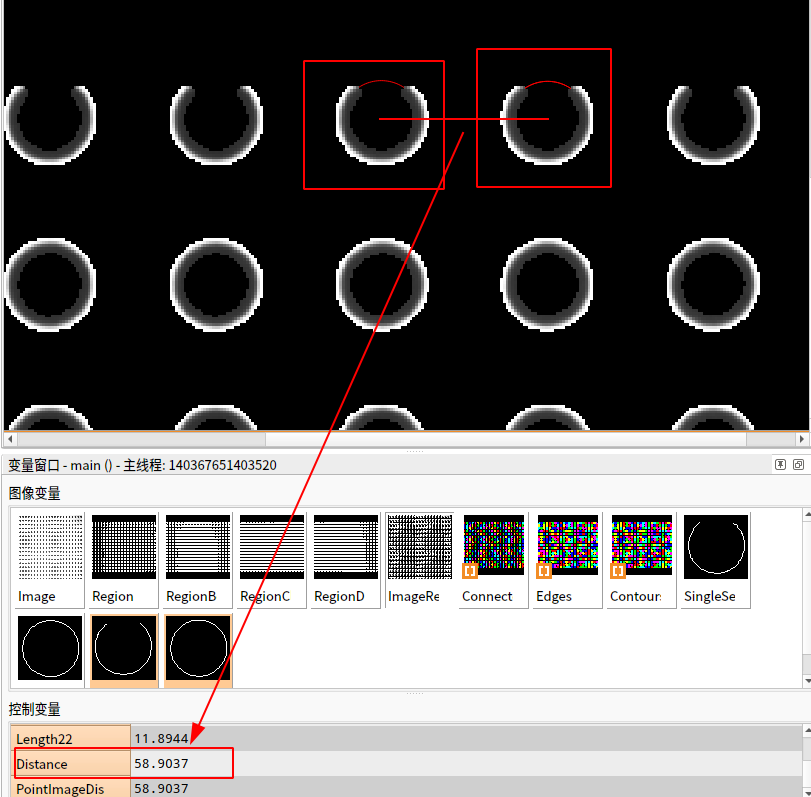 变量窗口 - main () - 主线程: 140367651403520
图像变量
Image Region RegionB RegionC RegionD ImageRe Connect Edges Contour: SingleSe
控制变量
Length22 11.8944
Distance 58.9037
PointImageDis 58.9037